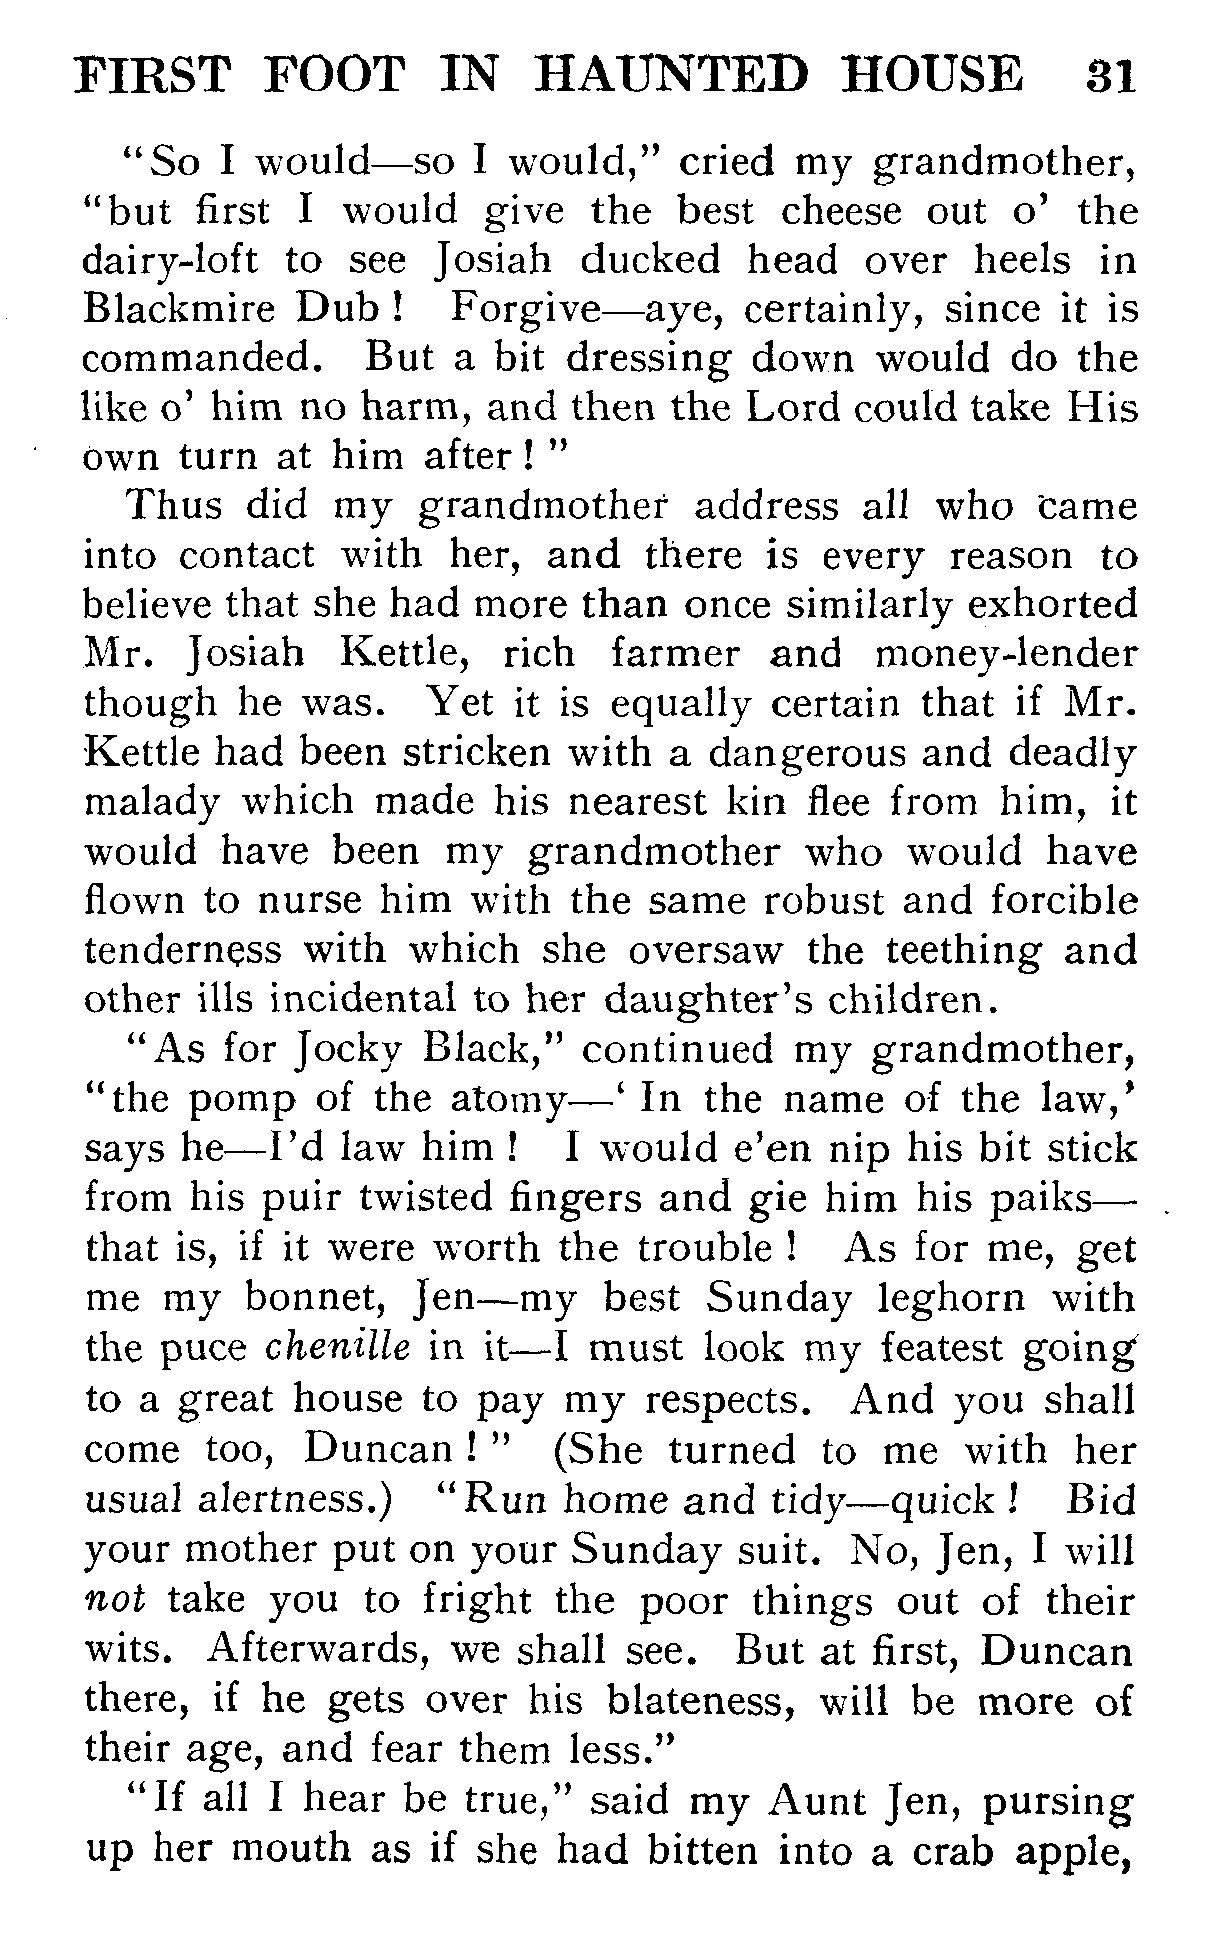 FIRST FOOT IN HAUNTED HOUSE 31
"So I would—so I would," cried my grandmother,
"but first I would give the best cheese out o' the
dairy-loft to see Josiah ducked head over heels in
Blackmire Dub! Forgive—aye, certainly, since it is
commanded. But a bit dressing down would do the
like o' him no harm, and then the Lord could take His
own turn at him after!"
Thus did my grandmother address all who came
into contact with her, and there is every reason to
believe that she had more than once similarly exhorted
Mr. Josiah Kettle, rich farmer and money-lender
though he was. Yet it is equally certain that if Mr.
Kettle had been stricken with a dangerous and deadly
malady which made his nearest kin flee from him, it
would have been my grandmother who would have
flown to nurse him with the same robust and forcible
tenderness with which she oversaw the teething and
other ills incidental to her daughter's children.
"As for Jocky Black," continued my grandmother,
"the pomp of the atomy—'In the name of the law,'
says he—I'd law him! I would e'en nip his bit stick
from his puir twisted fingers and gie him his paiks—
that is, if it were worth the trouble! As for me, get
me my bonnet, Jen—my best Sunday leghorn with
the puce chenille in it—I must look my featest going
to a great house to pay my respects. And you shall
come too, Duncan!" (She turned to me with her
usual alertness.) "Run home and tidy—quick! Bid
your mother put on your Sunday suit. No, Jen, I will
not take you to fright the poor things out of their
wits. Afterwards, we shall see. But at first, Duncan
there, if he gets over his blateness, will be more of
their age, and fear them less."
"If all I hear be true," said my Aunt Jen, pursing
up her mouth as if she had bitten into a crab apple,